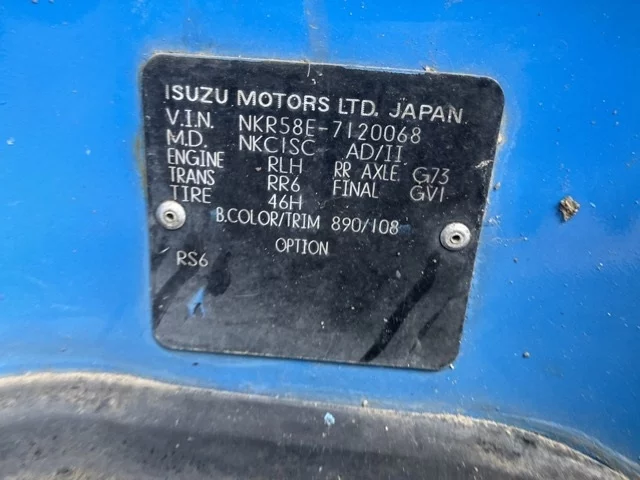 ISUZU MOTORS LTD. JAPAN
V.I.N. NKR58E-7120068
M.D. NKC1SC AD/II
ENGINE RLH RR AXLE G73
TRANS RR6 FINAL GV1
TIRE 46H
B.COLOR/TRIM 890/108
OPTION
RS6